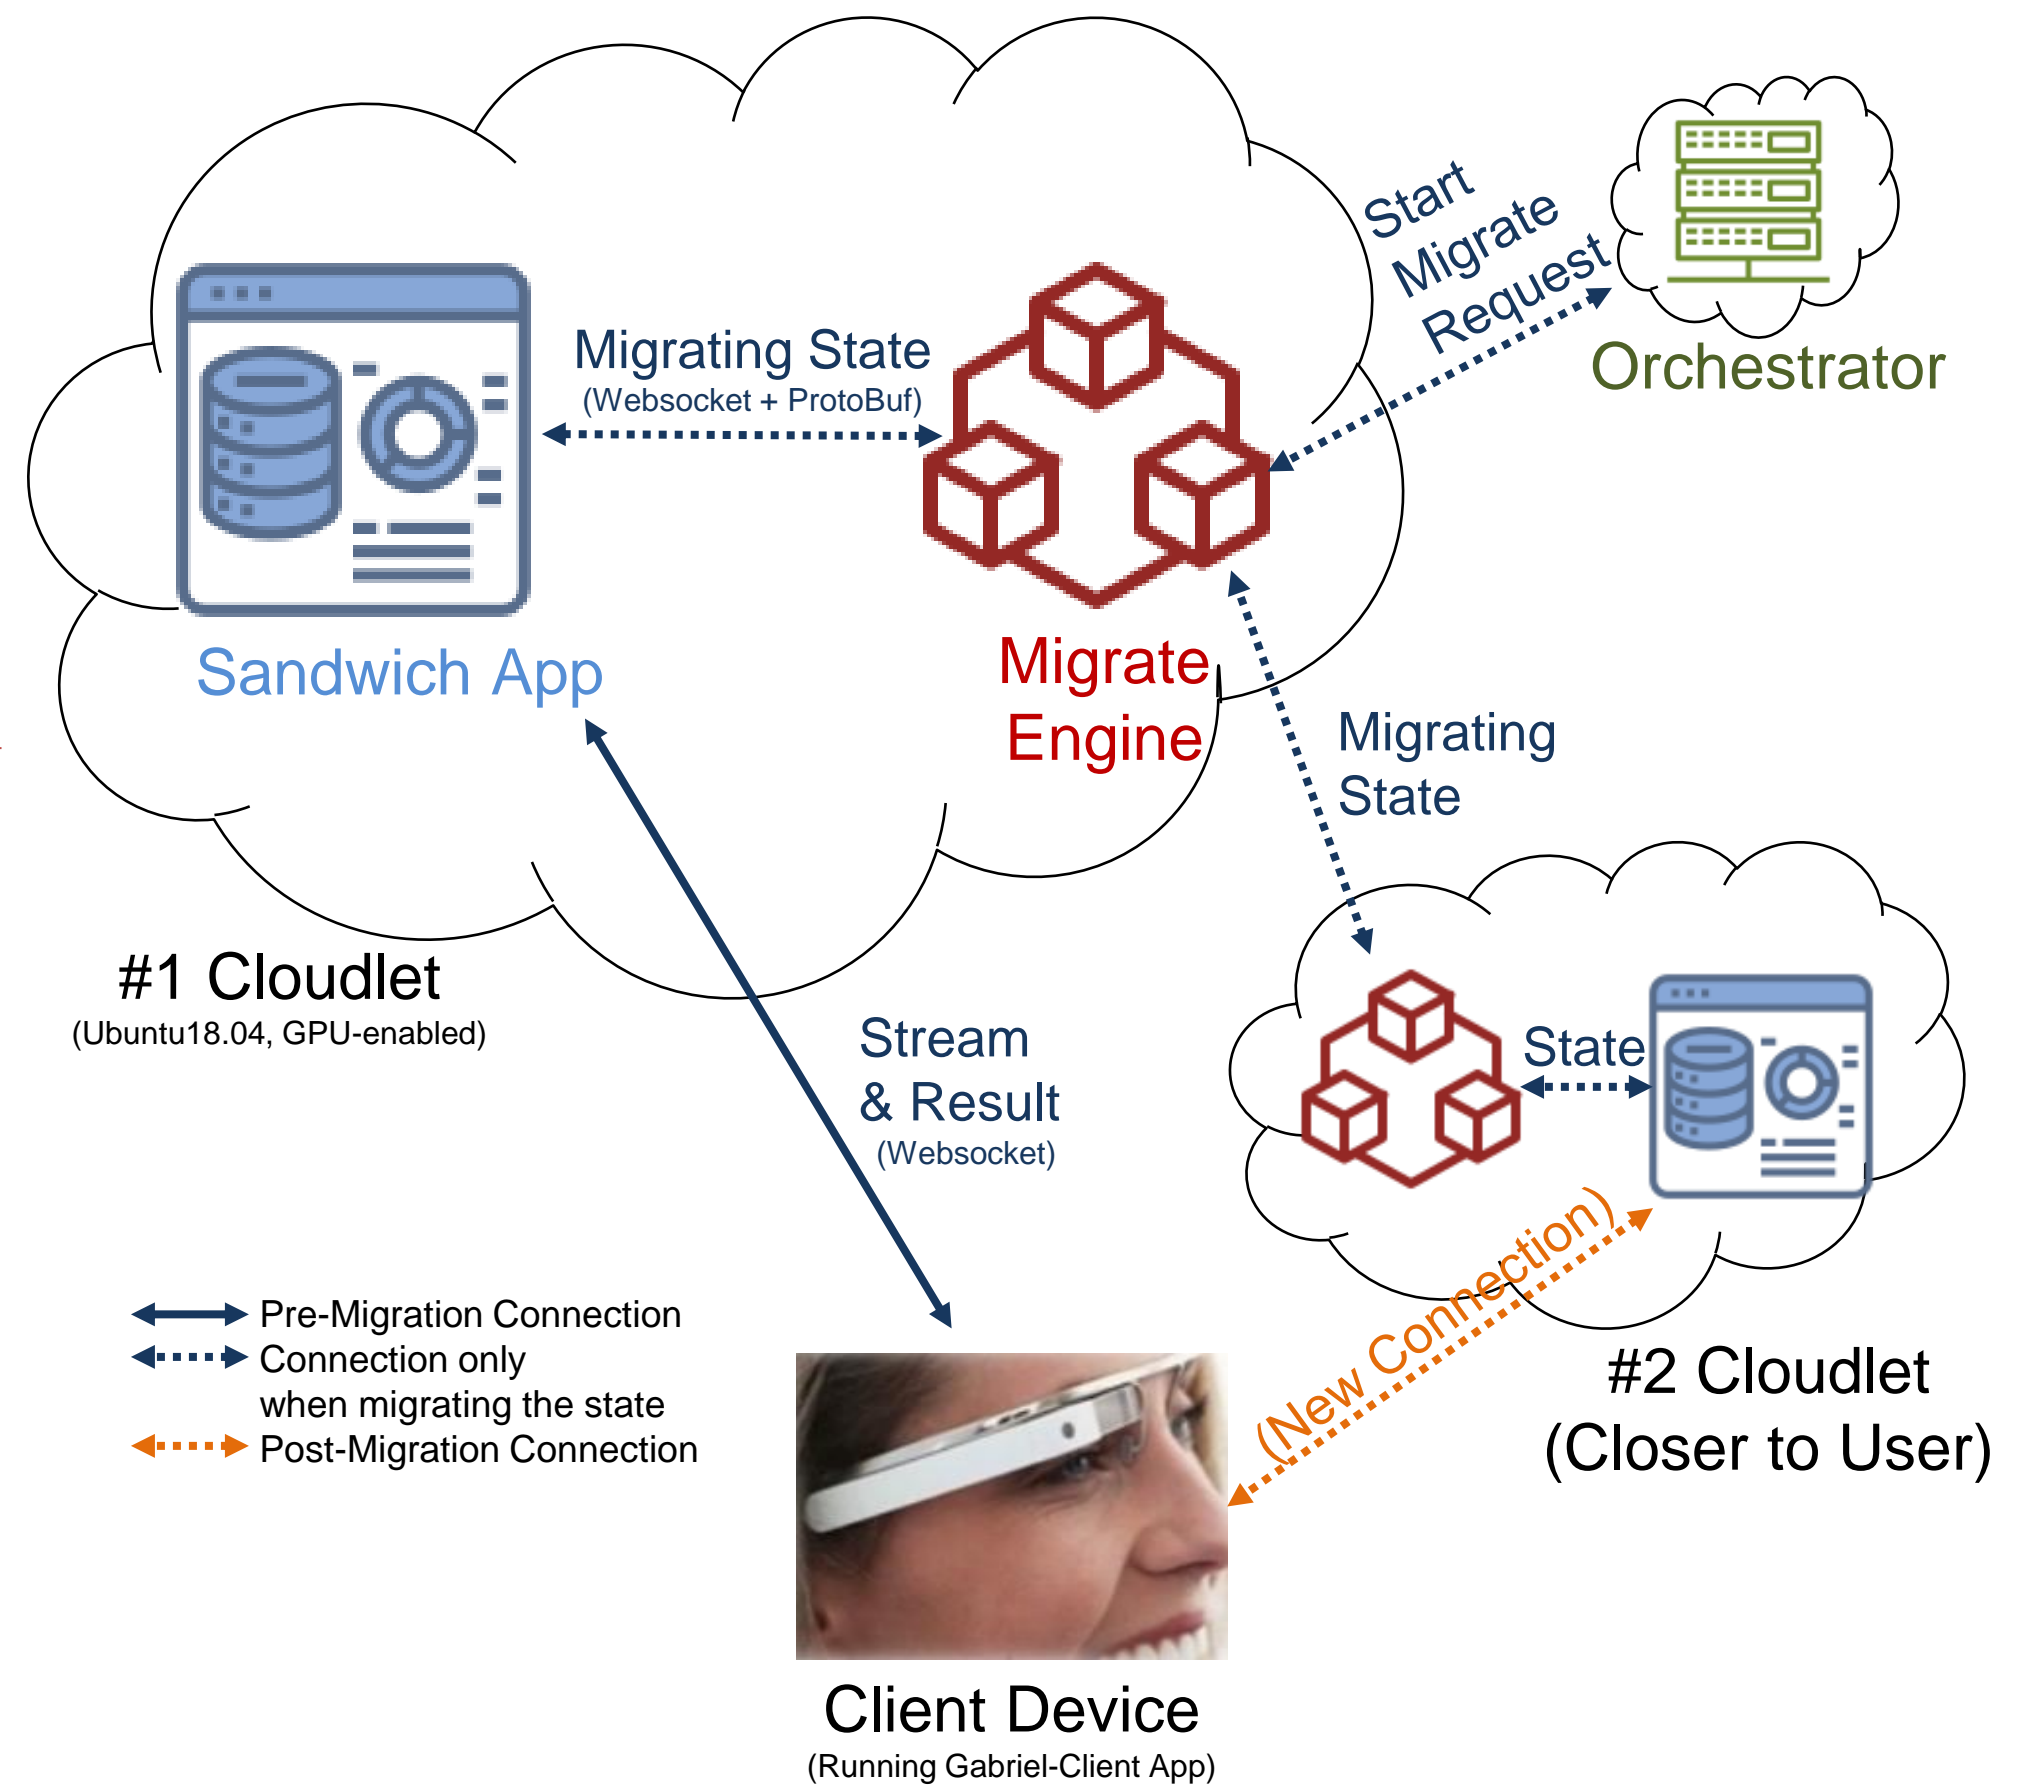 Start
Migrate
Request
Orchestrator
Migrating State
(Websocket + ProtoBuf)
Sandwich App
Migrate
Engine
Migrating
State
#1 Cloudlet
(Ubuntu18.04, GPU-enabled)
Stream
& Result
(Websocket)
State
(New Connection)
Pre-Migration Connection
Connection only
when migrating the state
Post-Migration Connection
#2 Cloudlet
(Closer to User)
Client Device
(Running Gabriel-Client App)